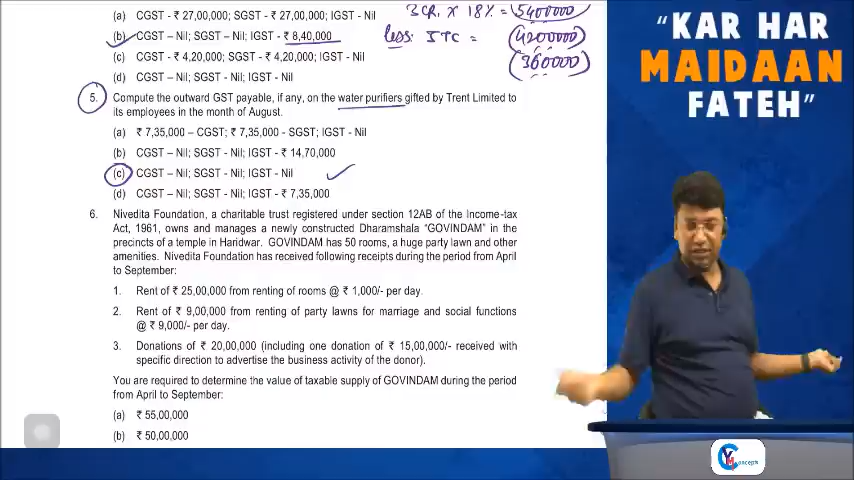 (a) CGST - ₹ 27,00,000; SGST - ₹ 27,00,000; IGST - Nil
(b) CGST – Nil; SGST – Nil; IGST - ₹ 8,40,000
(c) CGST - ₹ 4,20,000; SGST - ₹ 4,20,000; IGST - Nil
(d) CGST – Nil; SGST - Nil; IGST - Nil
3 CR. x 18% = 5400000
less: ITC =
360000
5. Compute the outward GST payable, if any, on the water purifiers gifted by Trent Limited to
its employees in the month of August.
(a) ₹ 7,35,000 – CGST; ₹ 7,35,000 - SGST; IGST - Nil
(b) CGST – Nil; SGST - Nil; IGST - ₹ 14,70,000
(c) CGST – Nil; SGST - Nil; IGST - Nil
(d) CGST – Nil; SGST - Nil; IGST - ₹ 7,35,000
6. Nivedita Foundation, a charitable trust registered under section 12AB of the Income-tax
Act, 1961, owns and manages a newly constructed Dharamshala "GOVINDAM" in the
precincts of a temple in Haridwar. GOVINDAM has 50 rooms, a huge party lawn and other
amenities. Nivedita Foundation has received following receipts during the period from April
to September:
1. Rent of ₹ 25,00,000 from renting of rooms @ ₹ 1,000/- per day.
2. Rent of ₹ 9,00,000 from renting of party lawns for marriage and social functions
@ ₹ 9,000/- per day.
3. Donations of ₹ 20,00,000 (including one donation of ₹ 15,00,000/- received with
specific direction to advertise the business activity of the donor).
You are required to determine the value of taxable supply of GOVINDAM during the period
from April to September:
(a) ₹ 55,00,000
(b) ₹ 50,00,000
"KAR HAR
MAIDAAN
FATEH"